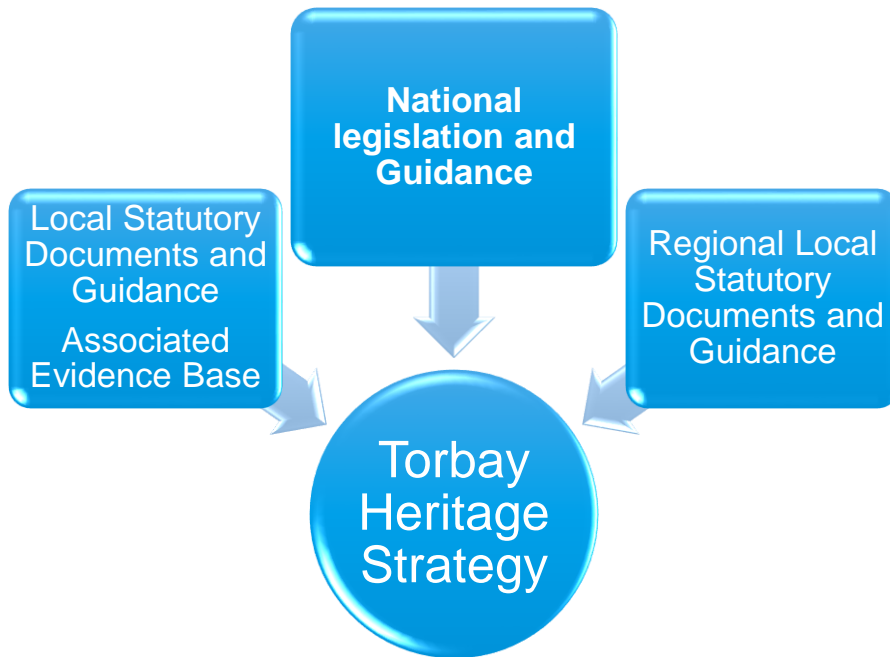 National
legislation and
Guidance
Local Statutory
Documents and
Guidance
Associated
Evidence Base
Regional Local
Statutory
Documents and
Guidance
Torbay
Heritage
Strategy